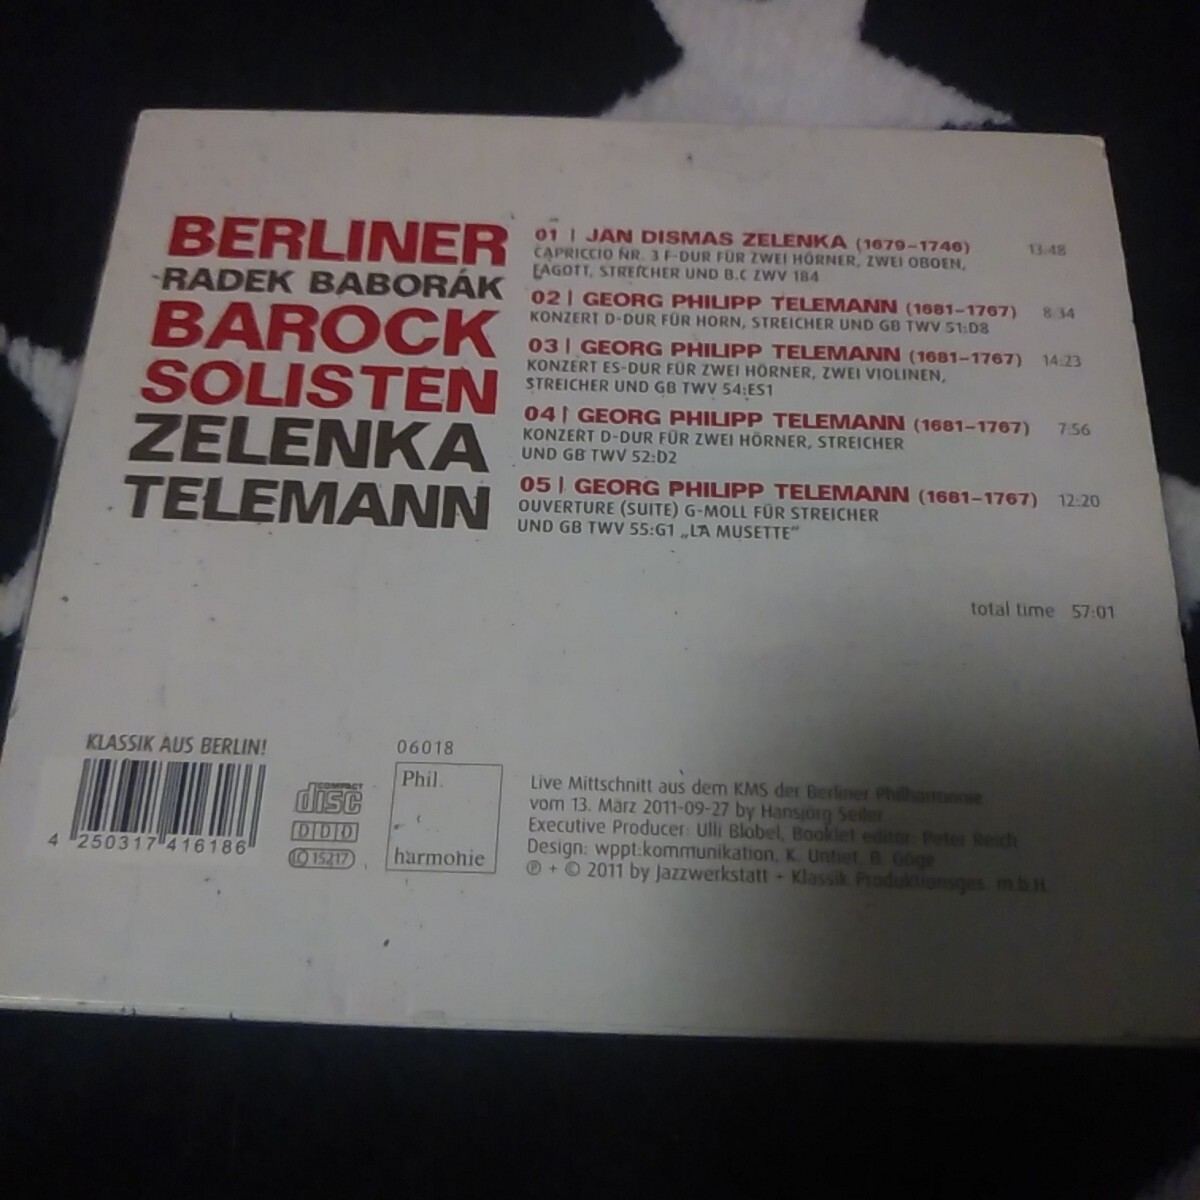 BERLINER
RADEK BABORÁK
BAROCK
SOLISTEN
ZELENKA
TELEMANN
01 | JAN DISMAS ZELENKA (1679–1746) 13:48
CAPRICCIO NR. 3 F-DUR FÜR ZWEI HÖRNER, ZWEI OBOEN,
FAGOTT, STREICHER UND B.C ZWV 184
02 | GEORG PHILIPP TELEMANN (1681–1767) 8:34
KONZERT D-DUR FÜR HORN, STREICHER UND GB TWV 51:D8
03 | GEORG PHILIPP TELEMANN (1681–1767) 14:23
KONZERT ES-DUR FÜR ZWEI HÖRNER, ZWEI VIOLINEN,
STREICHER UND GB TWV 54:ES1
04 | GEORG PHILIPP TELEMANN (1681–1767) 7:56
KONZERT D-DUR FÜR ZWEI HÖRNER, STREICHER
UND GB TWV 52:D2
05 | GEORG PHILIPP TELEMANN (1681–1767) 12:20
OUVERTURE (SUITE) G-MOLL FÜR STREICHER
UND GB TWV 55:G1 „LA MUSETTE“
total time 57:01
KLASSIK AUS BERLIN!
4 250317 416186
COMPACT
disc
DDD
LC 15217
06018
Phil.
harmonie
Live Mittschnitt aus dem KMS der Berliner Philharmonie
vom 13. März 2011-09-27 by Hansjörg Seiler
Executive Producer: Ulli Blobel, Booklet editor: Peter Reich
Design: wppt:kommunikation, K. Untiet, B. Göge
℗ + © 2011 by Jazzwerkstatt + Klassik Produktionsges. m.b.H.